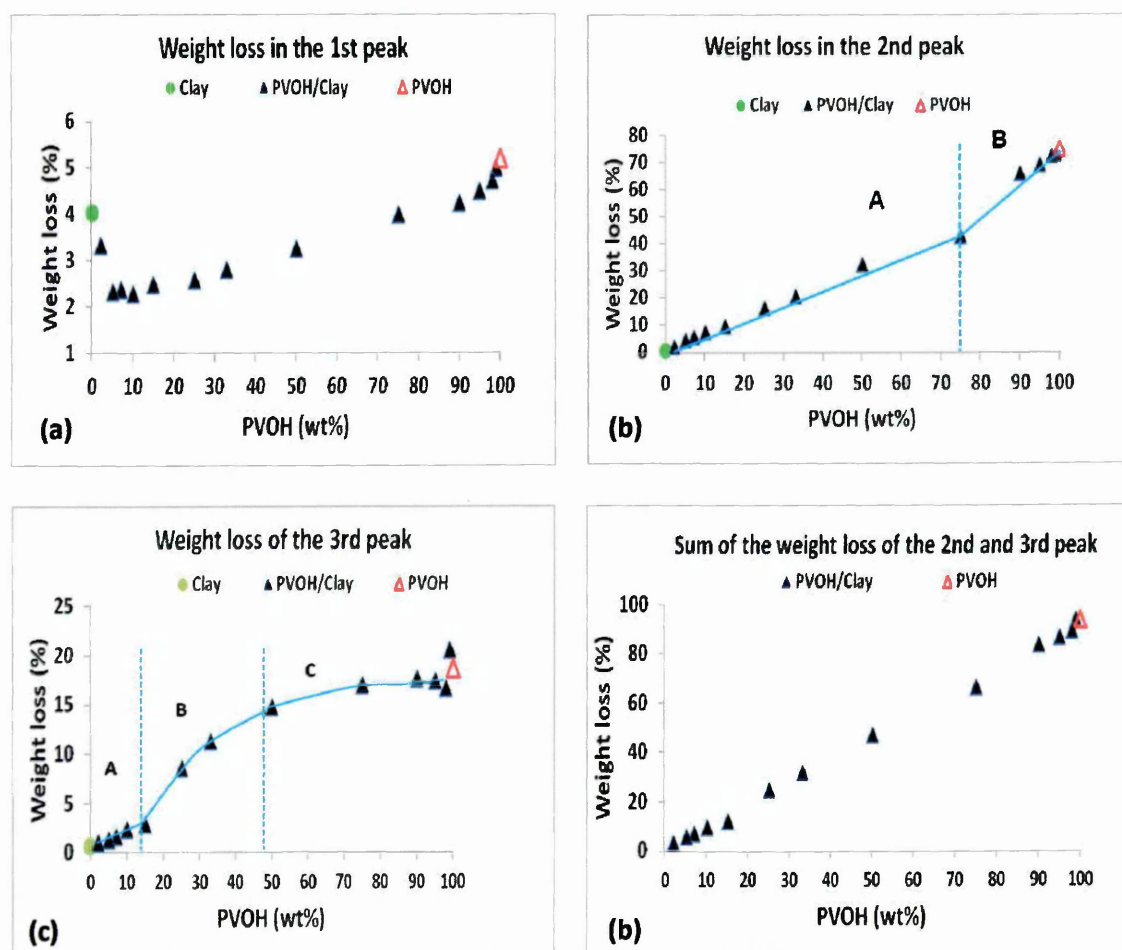 Weight loss in the 1st peak
Clay PVOH/Clay PVOH
Weight loss (%)
6
5
4
3
2
1
0 10 20 30 40 50 60 70 80 90 100
PVOH (wt%)
(a)
Weight loss in the 2nd peak
Clay PVOH/Clay PVOH
Weight loss (%)
80
70
60
50
40
30
20
10
0
A
B
0 10 20 30 40 50 60 70 80 90 100
PVOH (wt%)
(b)
Weight loss of the 3rd peak
Clay PVOH/Clay PVOH
Weight loss (%)
25
20
15
10
5
0
A
B
C
0 10 20 30 40 50 60 70 80 90 100
PVOH (wt%)
(c)
Sum of the weight loss of the 2nd and 3rd peak
PVOH/Clay PVOH
Weight loss (%)
100
80
60
40
20
0
0 10 20 30 40 50 60 70 80 90 100
PVOH (wt%)
(b)